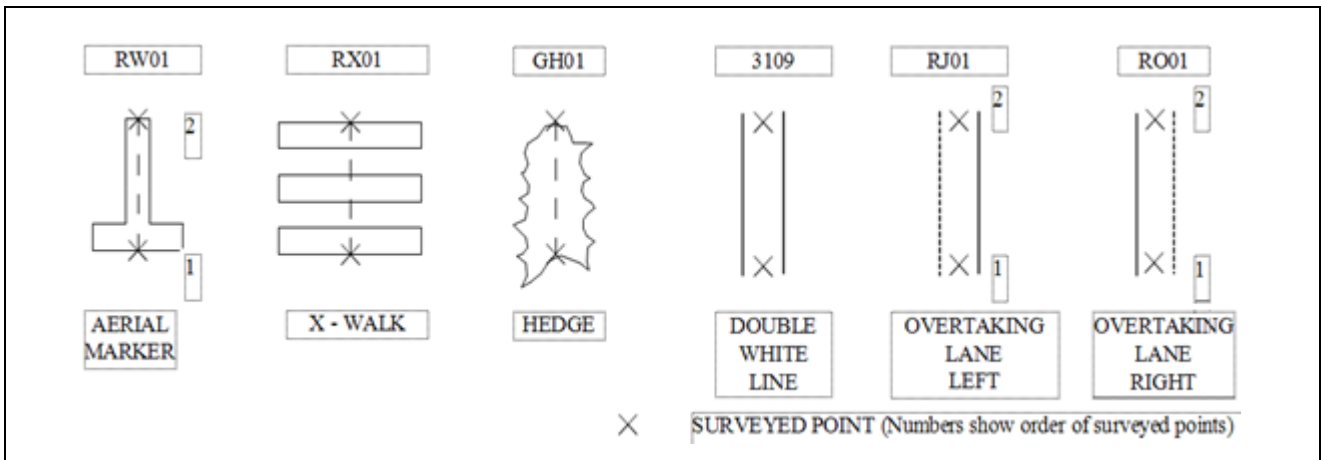 RW01
RX01
GH01
3109
RJ01
RO01
2
2
2
1
1
1
AERIAL
MARKER
X - WALK
HEDGE
DOUBLE
WHITE
LINE
OVERTAKING
LANE
LEFT
OVERTAKING
LANE
RIGHT
SURVEYED POINT (Numbers show order of surveyed points)